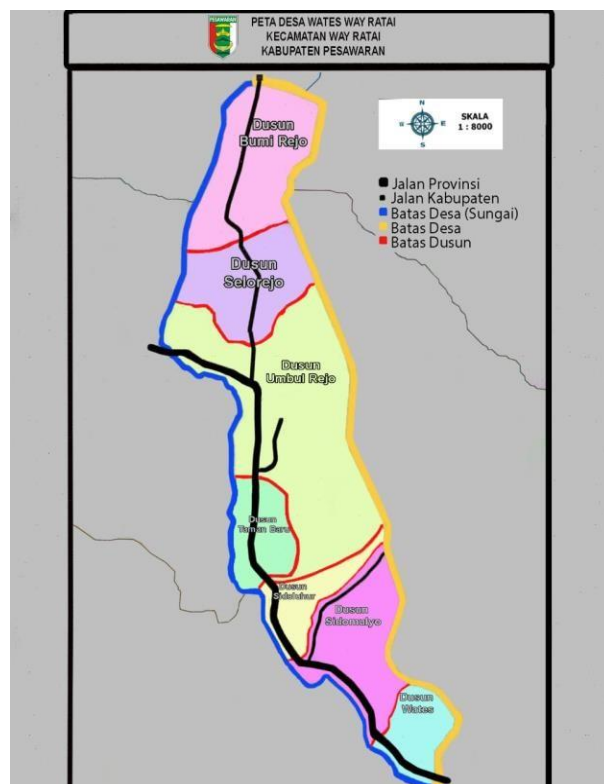 PESAWARAN
PETA DESA WATES WAY RATAI
KECAMATAN WAY RATAI
KABUPATEN PESAWARAN
N
E
S
SKALA
1 : 8000
Jalan Provinsi
Jalan Kabupaten
Batas Desa (Sungai)
Batas Desa
Batas Dusun
Dusun
Bumi Rejo
Dusun
Selorejo
Dusun
Umbul Rejo
Dusun
Taman Baru
Dusun
Sidoluhur
Dusun
Sidomulyo
Dusun
Wates